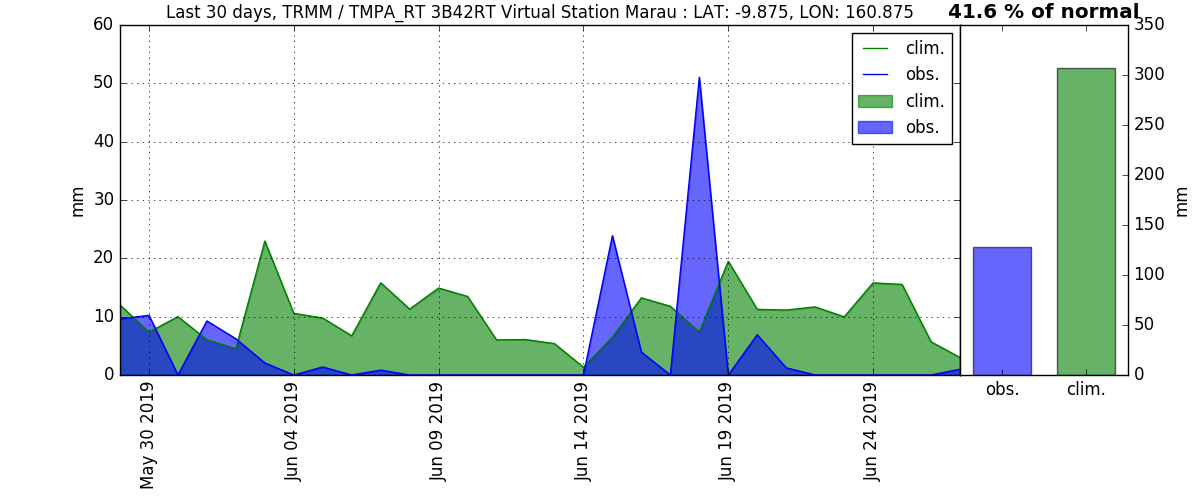 Last 30 days, TRMM / TMPA_RT 3B42RT Virtual Station Marau : LAT: -9.875, LON: 160.875
41.6 % of normal
60
50
40
30
20
10
0
mm
clim.
obs.
clim.
obs.
350
300
250
200
150
100
50
0
mm
obs.
clim.
May 30 2019
Jun 04 2019
Jun 09 2019
Jun 14 2019
Jun 19 2019
Jun 24 2019